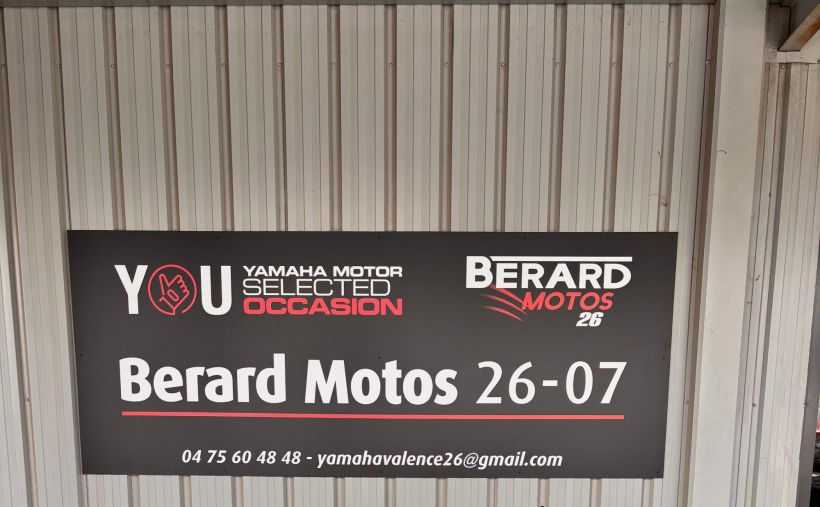 YOU
YAMAHA MOTOR
SELECTED
OCCASION
BERARD
MOTOS
26
Berard Motos 26-07
04 75 60 48 48 - yamahavalence26@gmail.com